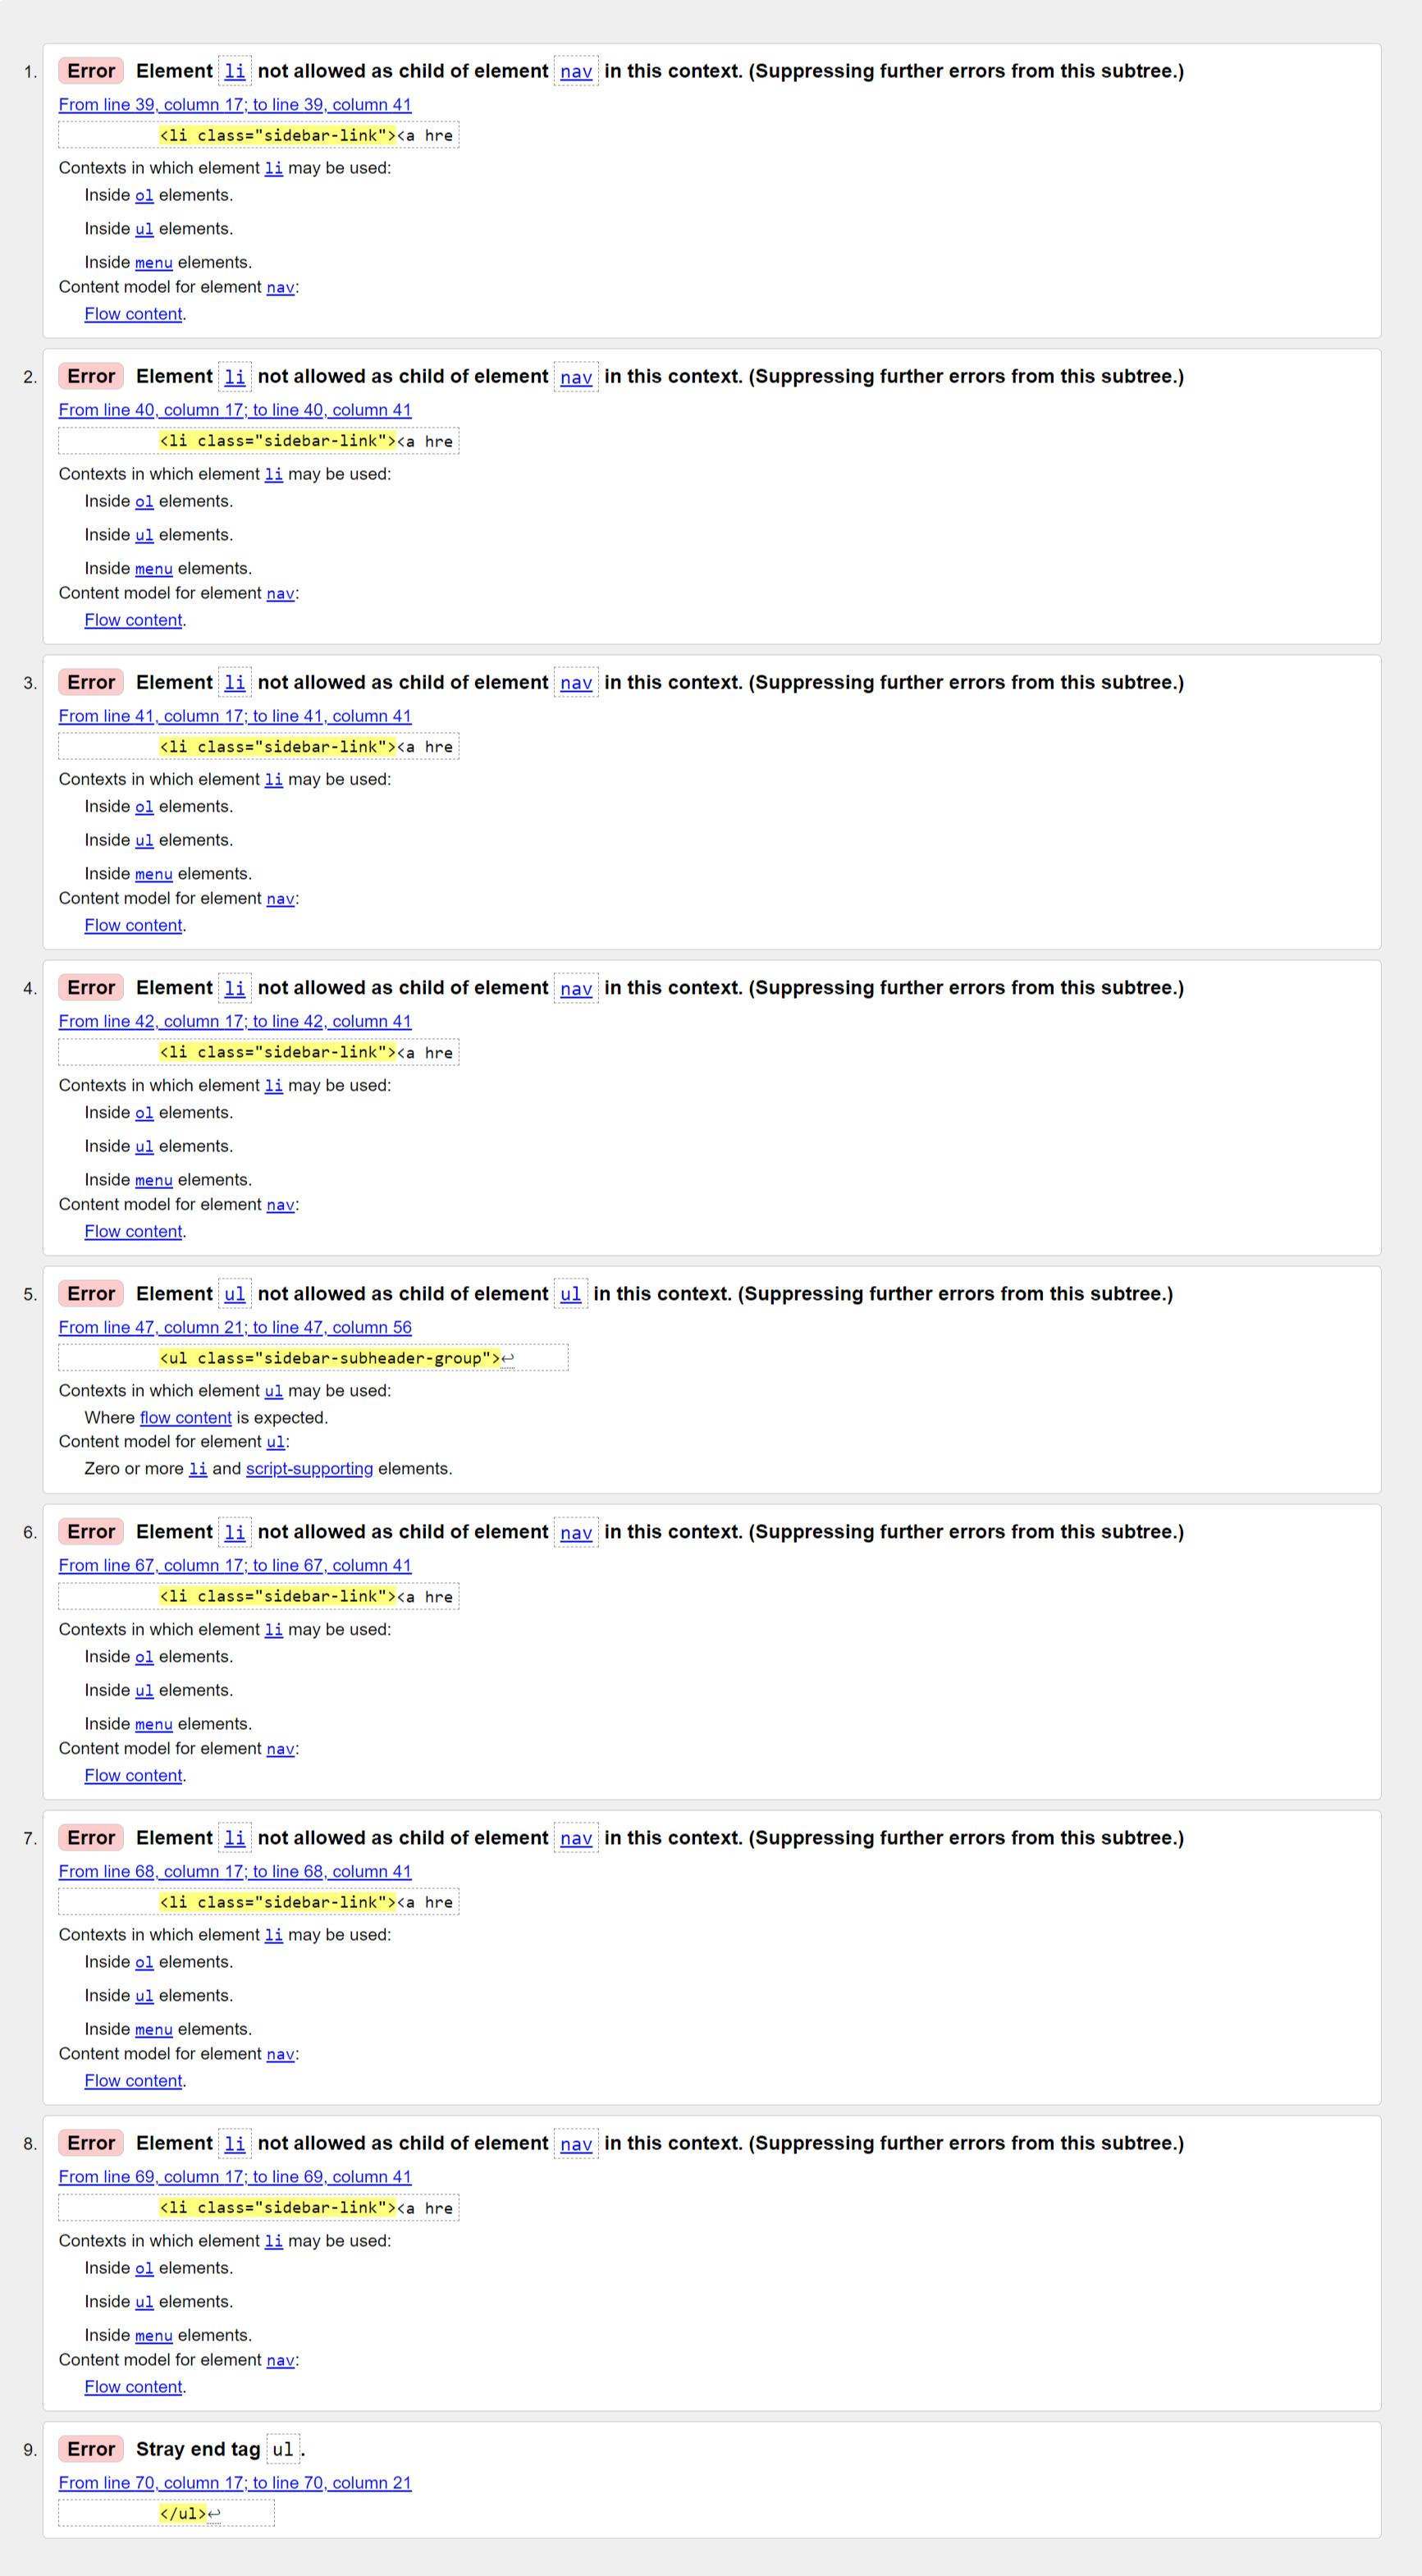 1. Error Element li not allowed as child of element nav in this context. (Suppressing further errors from this subtree.)
From line 39, column 17; to line 39, column 41
<li class="sidebar-link"><a hre
Contexts in which element li may be used:
Inside ol elements.
Inside ul elements.
Inside menu elements.
Content model for element nav:
Flow content.
2. Error Element li not allowed as child of element nav in this context. (Suppressing further errors from this subtree.)
From line 40, column 17; to line 40, column 41
<li class="sidebar-link"><a hre
Contexts in which element li may be used:
Inside ol elements.
Inside ul elements.
Inside menu elements.
Content model for element nav:
Flow content.
3. Error Element li not allowed as child of element nav in this context. (Suppressing further errors from this subtree.)
From line 41, column 17; to line 41, column 41
<li class="sidebar-link"><a hre
Contexts in which element li may be used:
Inside ol elements.
Inside ul elements.
Inside menu elements.
Content model for element nav:
Flow content.
4. Error Element li not allowed as child of element nav in this context. (Suppressing further errors from this subtree.)
From line 42, column 17; to line 42, column 41
<li class="sidebar-link"><a hre
Contexts in which element li may be used:
Inside ol elements.
Inside ul elements.
Inside menu elements.
Content model for element nav:
Flow content.
5. Error Element ul not allowed as child of element ul in this context. (Suppressing further errors from this subtree.)
From line 47, column 21; to line 47, column 56
<ul class="sidebar-subheader-group">↩
Contexts in which element ul may be used:
Where flow content is expected.
Content model for element ul:
Zero or more li and script-supporting elements.
6. Error Element li not allowed as child of element nav in this context. (Suppressing further errors from this subtree.)
From line 67, column 17; to line 67, column 41
<li class="sidebar-link"><a hre
Contexts in which element li may be used:
Inside ol elements.
Inside ul elements.
Inside menu elements.
Content model for element nav:
Flow content.
7. Error Element li not allowed as child of element nav in this context. (Suppressing further errors from this subtree.)
From line 68, column 17; to line 68, column 41
<li class="sidebar-link"><a hre
Contexts in which element li may be used:
Inside ol elements.
Inside ul elements.
Inside menu elements.
Content model for element nav:
Flow content.
8. Error Element li not allowed as child of element nav in this context. (Suppressing further errors from this subtree.)
From line 69, column 17; to line 69, column 41
<li class="sidebar-link"><a hre
Contexts in which element li may be used:
Inside ol elements.
Inside ul elements.
Inside menu elements.
Content model for element nav:
Flow content.
9. Error Stray end tag ul.
From line 70, column 17; to line 70, column 21
</ul>↩